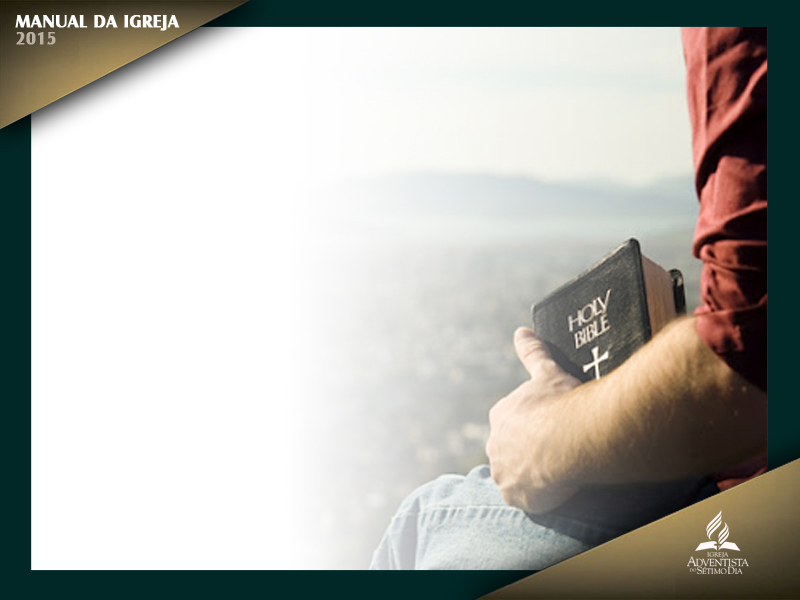 MANUAL DA IGREJA
2015
HOLY
BIBLE
IGREJA
ADVENTISTA
DO SÉTIMO DIA